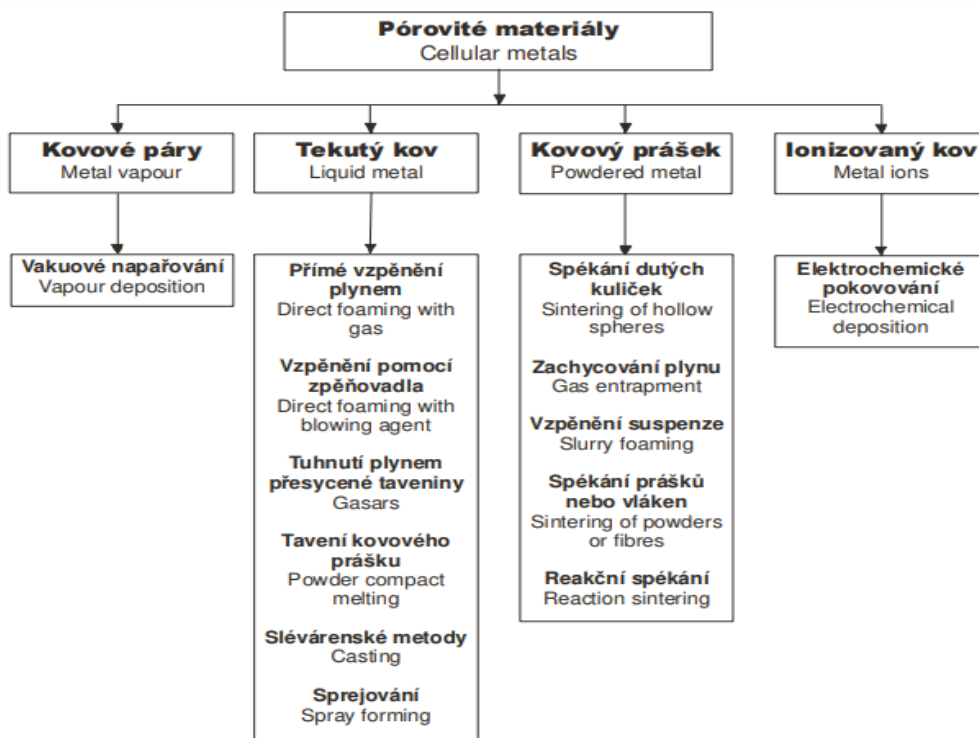 Pórovité materiály
Cellular metals
Kovové páry
Metal vapour
Vakuové napařování
Vapour deposition
Tekutý kov
Liquid metal
Přímé vzpěnění
plynem
Direct foaming with
gas
Vzpěnění pomocí
zpěňovadla
Direct foaming with
blowing agent
Tuhnutí plynem
přesycené taveniny
Gasars
Tavení kovového
prášku
Powder compact
melting
Slévárenské metody
Casting
Sprejování
Spray forming
Kovový prášek
Powdered metal
Spékání dutých
kuliček
Sintering of hollow
spheres
Zachycování plynu
Gas entrapment
Vzpěnění suspenze
Slurry foaming
Spékání prášků
nebo vláken
Sintering of powders
or fibres
Reakční spékání
Reaction sintering
Ionizovaný kov
Metal ions
Elektrochemické
pokovování
Electrochemical
deposition